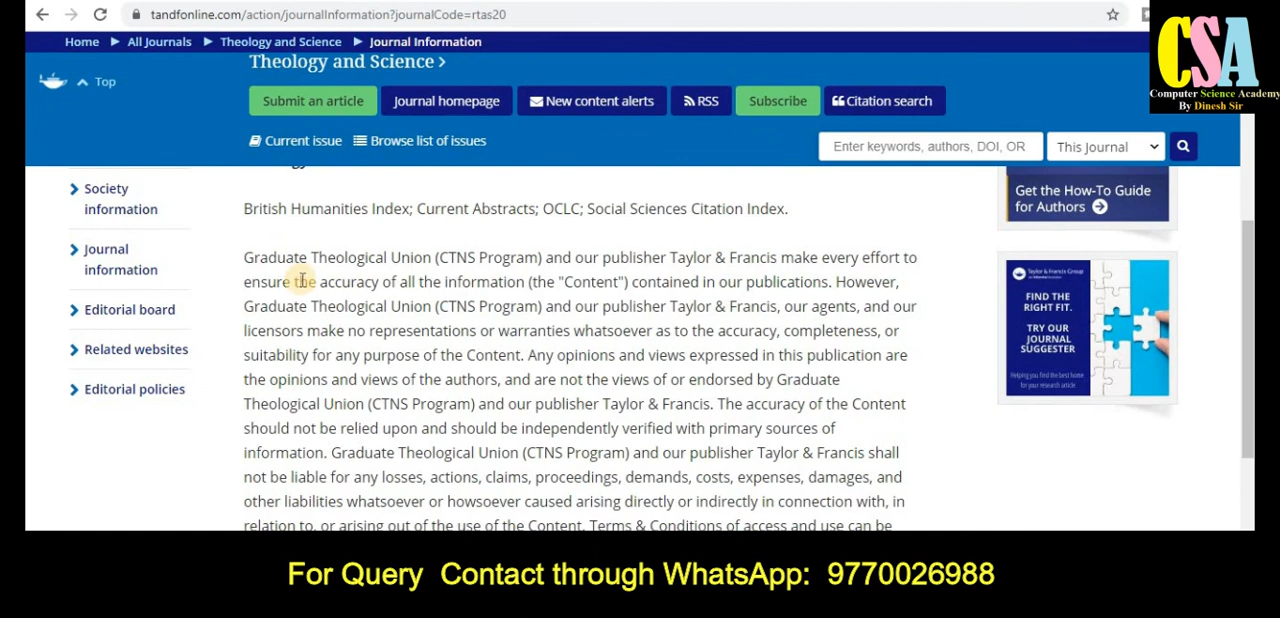 tandfonline.com/action/journalInformation?journalCode=rtas20
Home ▶ All Journals ▶ Theology and Science ▶ Journal Information
CSA
Computer Science Academy
By Dinesh Sir
Top
Theology and Science ›
Submit an article
Journal homepage
New content alerts
RSS
Subscribe
Citation search
Current issue
Browse list of issues
Enter keywords, authors, DOI, OR
This Journal
Society
information
Journal
information
Editorial board
Related websites
Editorial policies
British Humanities Index; Current Abstracts; OCLC; Social Sciences Citation Index.
Graduate Theological Union (CTNS Program) and our publisher Taylor & Francis make every effort to
ensure the accuracy of all the information (the "Content") contained in our publications. However,
Graduate Theological Union (CTNS Program) and our publisher Taylor & Francis, our agents, and our
licensors make no representations or warranties whatsoever as to the accuracy, completeness, or
suitability for any purpose of the Content. Any opinions and views expressed in this publication are
the opinions and views of the authors, and are not the views of or endorsed by Graduate
Theological Union (CTNS Program) and our publisher Taylor & Francis. The accuracy of the Content
should not be relied upon and should be independently verified with primary sources of
information. Graduate Theological Union (CTNS Program) and our publisher Taylor & Francis shall
not be liable for any losses, actions, claims, proceedings, demands, costs, expenses, damages, and
other liabilities whatsoever or howsoever caused arising directly or indirectly in connection with, in
relation to, or arising out of the use of the Content. Terms & Conditions of access and use can be
Get the How-To Guide
for Authors
Taylor & Francis Group
FIND THE
RIGHT FIT.
TRY OUR
JOURNAL
SUGGESTER
Helping you find the best home
for your research article
For Query Contact through WhatsApp: 9770026988